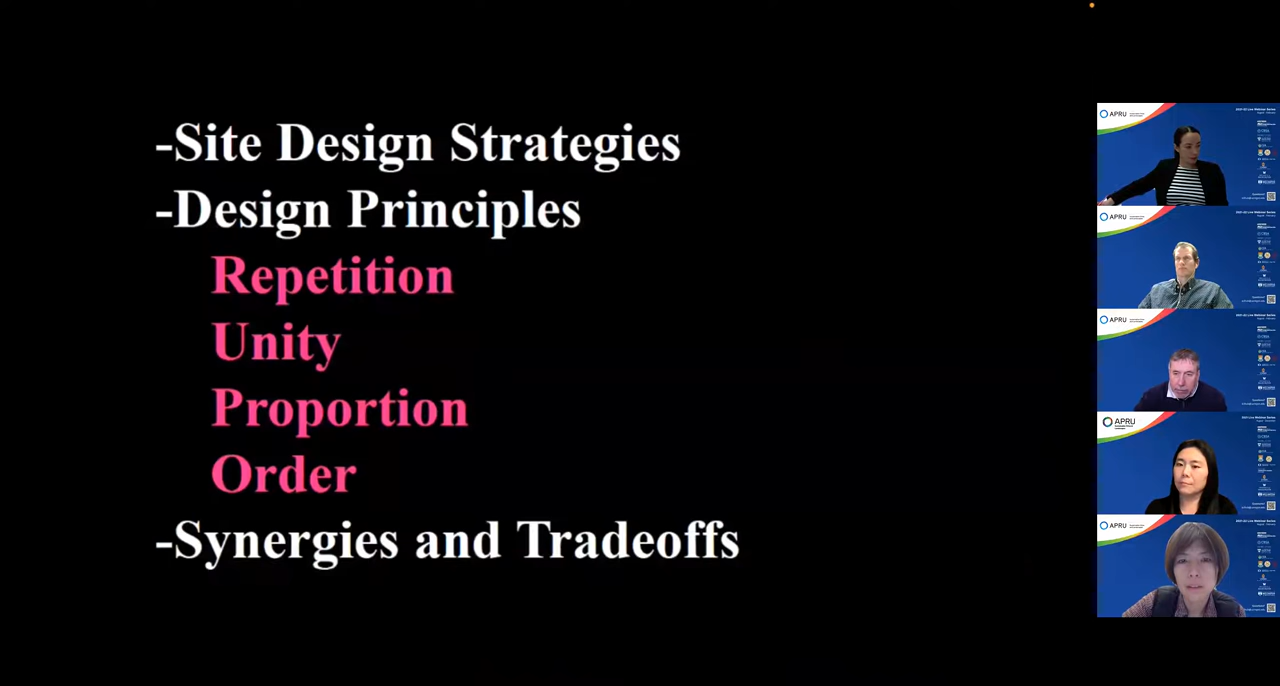 -Site Design Strategies
-Design Principles
Repetition
Unity
Proportion
Order
-Synergies and Tradeoffs
APRU
APRU
APRU
APRU
APRU